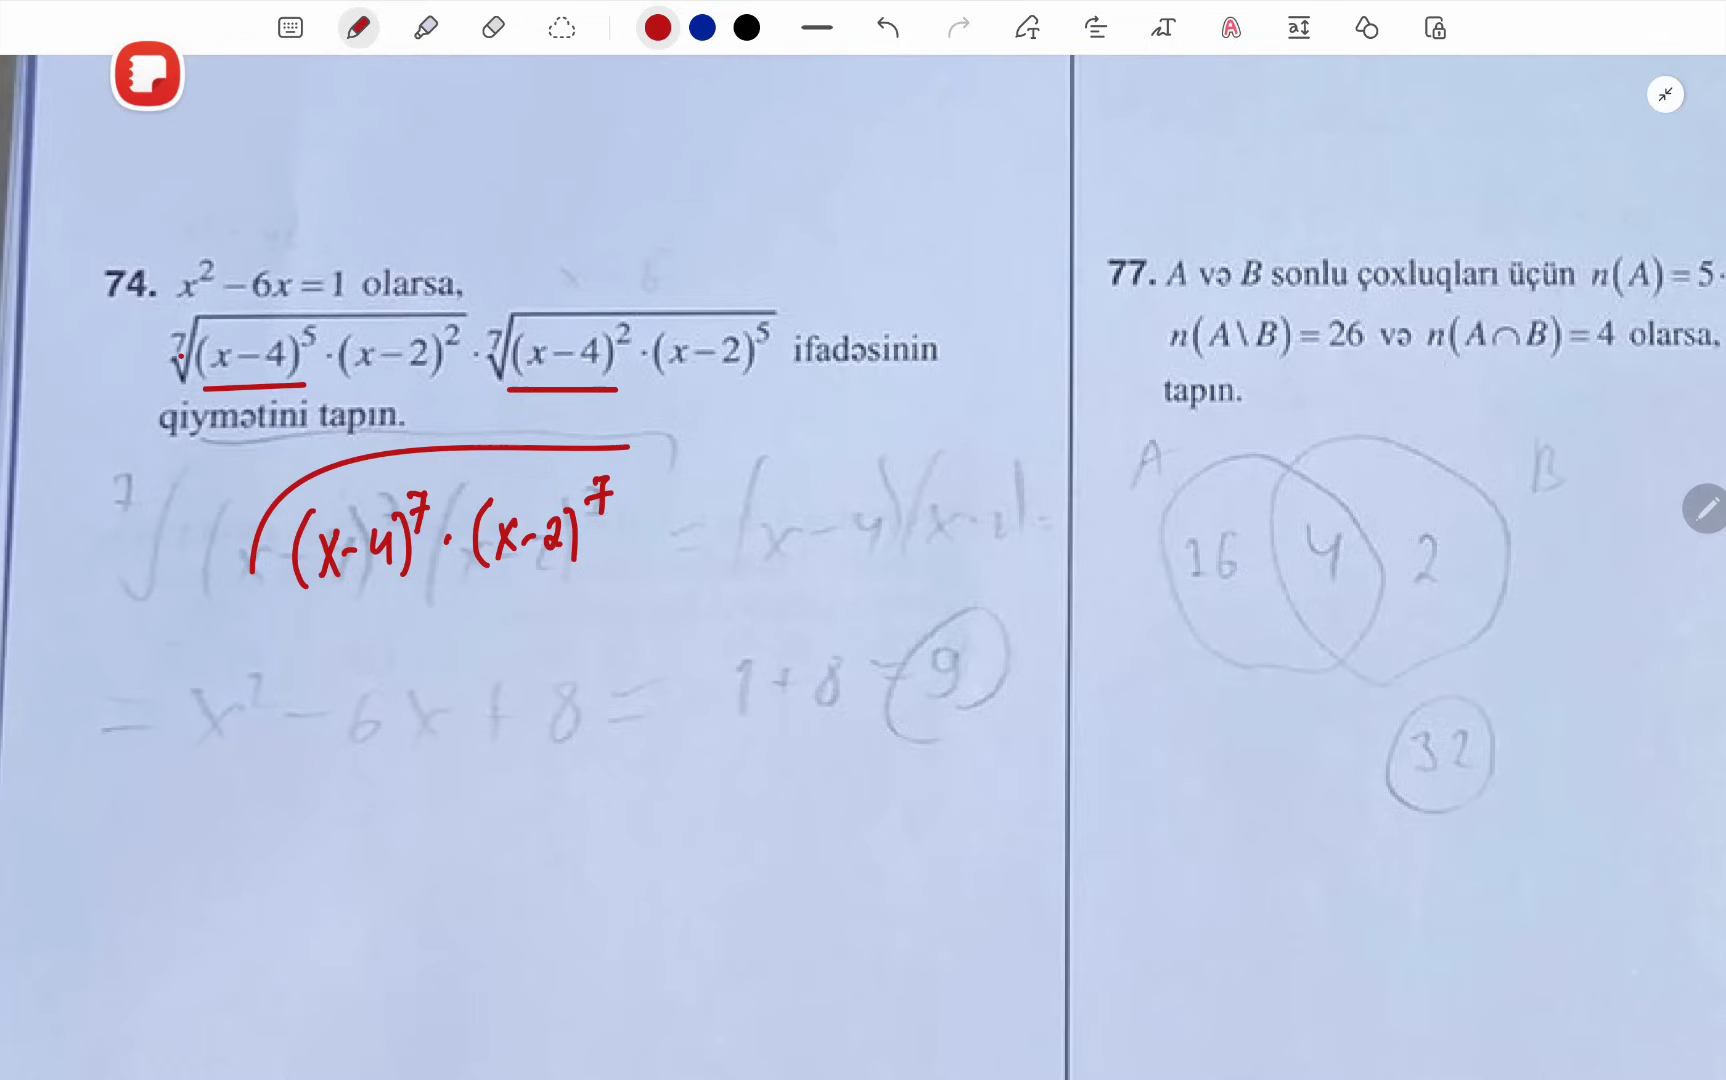 74. x² − 6x = 1 olarsa,
⁷√((x−4)⁵ · (x−2)²) · ⁷√((x−4)² · (x−2)⁵) ifadəsinin
qiymətini tapın.
(x-4)⁷ · (x-2)⁷
= (x-4)(x-2) =
= x² - 6x + 8 = 1 + 8 = 9
77. A və B sonlu çoxluqları üçün n(A) = 5 ·
n(A\B) = 26 və n(A∩B) = 4 olarsa,
tapın.
A B
16 4 2
32